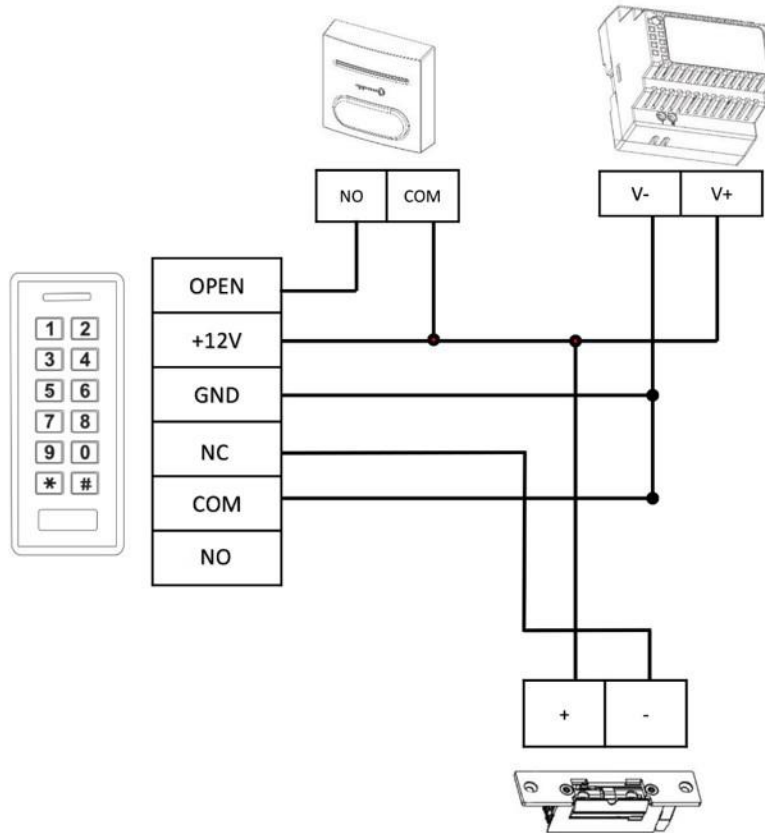 NO COM
V- V+
OPEN
+12V
GND
NC
COM
NO
1 2
3 4
5 6
7 8
9 0
* #
+ -